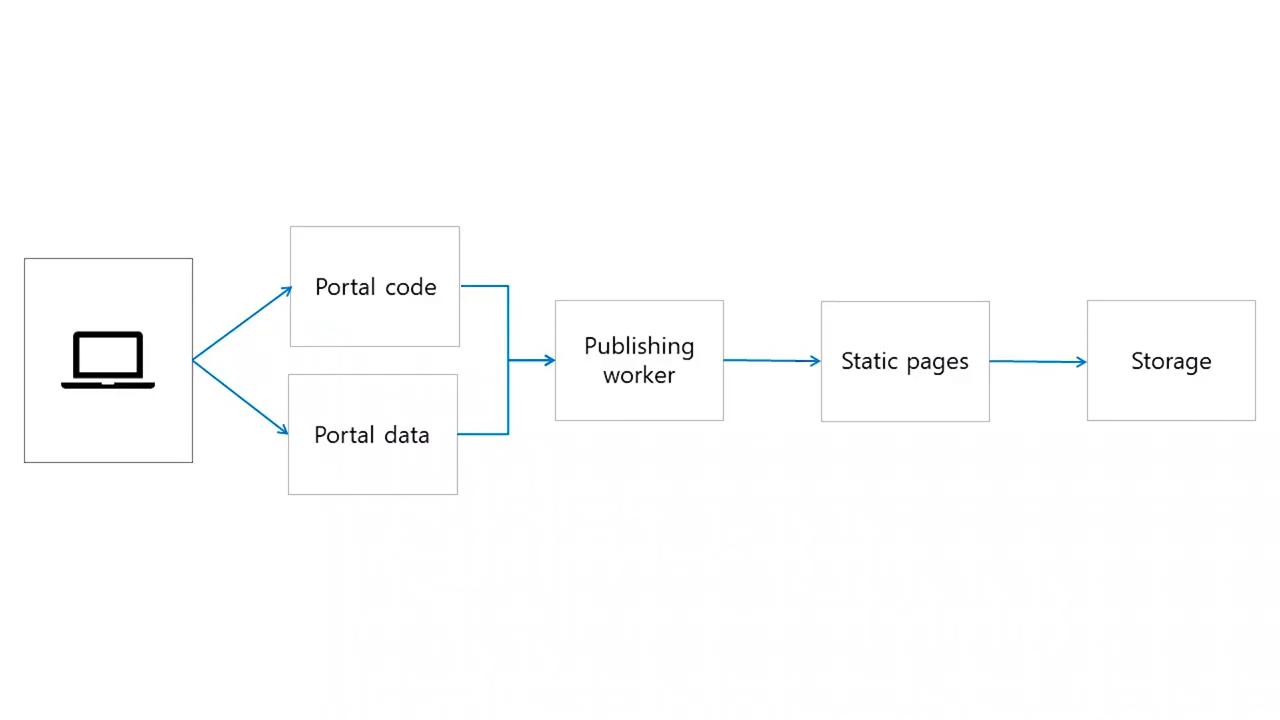 Portal code
Portal data
Publishing
worker
Static pages
Storage